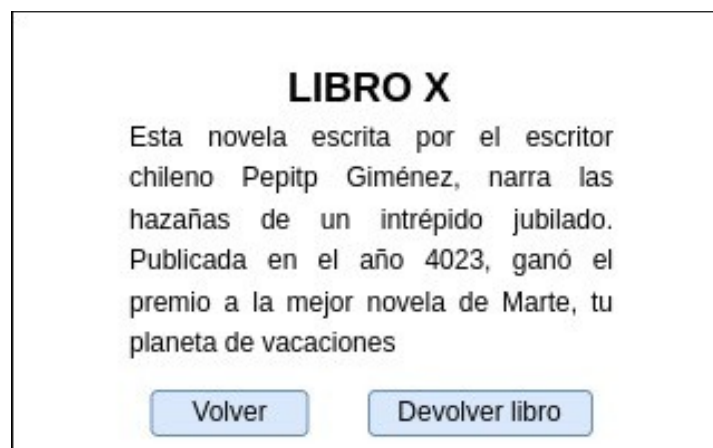 LIBRO X
Esta novela escrita por el escritor
chileno Pepitp Giménez, narra las
hazañas de un intrépido jubilado.
Publicada en el año 4023, ganó el
premio a la mejor novela de Marte, tu
planeta de vacaciones
Volver
Devolver libro